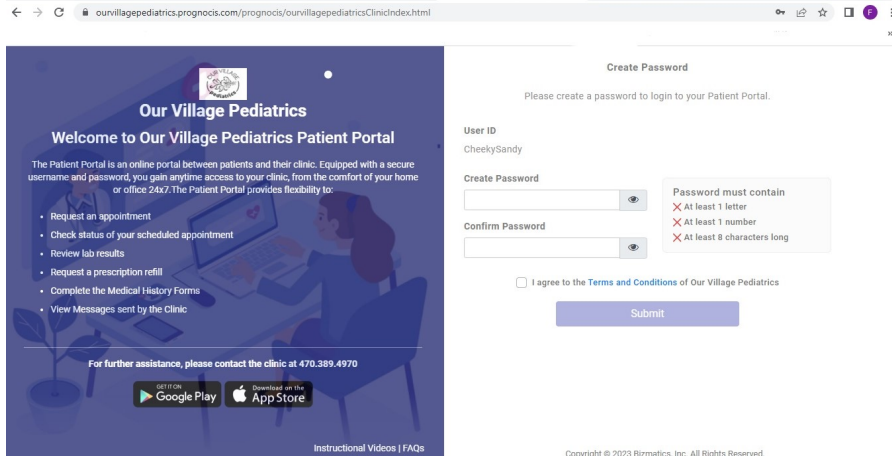 ourvillagepediatrics.prognocis.com/prognocis/ourvillagepediatricsClinicIndex.html
F
OUR VILLAGE
Pediatrics
Our Village Pediatrics
Welcome to Our Village Pediatrics Patient Portal
The Patient Portal is an online portal between patients and their clinic. Equipped with a secure
username and password, you gain anytime access to your clinic, from the comfort of your home
or office 24x7.The Patient Portal provides flexibility to:
• Request an appointment
• Check status of your scheduled appointment
• Review lab results
• Request a prescription refill
• Complete the Medical History Forms
• View Messages sent by the Clinic
For further assistance, please contact the clinic at 470.389.4970
GET IT ON
Google Play
Download on the
App Store
Instructional Videos | FAQs
Create Password
Please create a password to login to your Patient Portal.
User ID
CheekySandy
Create Password
Confirm Password
Password must contain
At least 1 letter
At least 1 number
At least 8 characters long
I agree to the Terms and Conditions of Our Village Pediatrics
Submit
Copyright © 2023 Bizmatics, Inc. All Rights Reserved